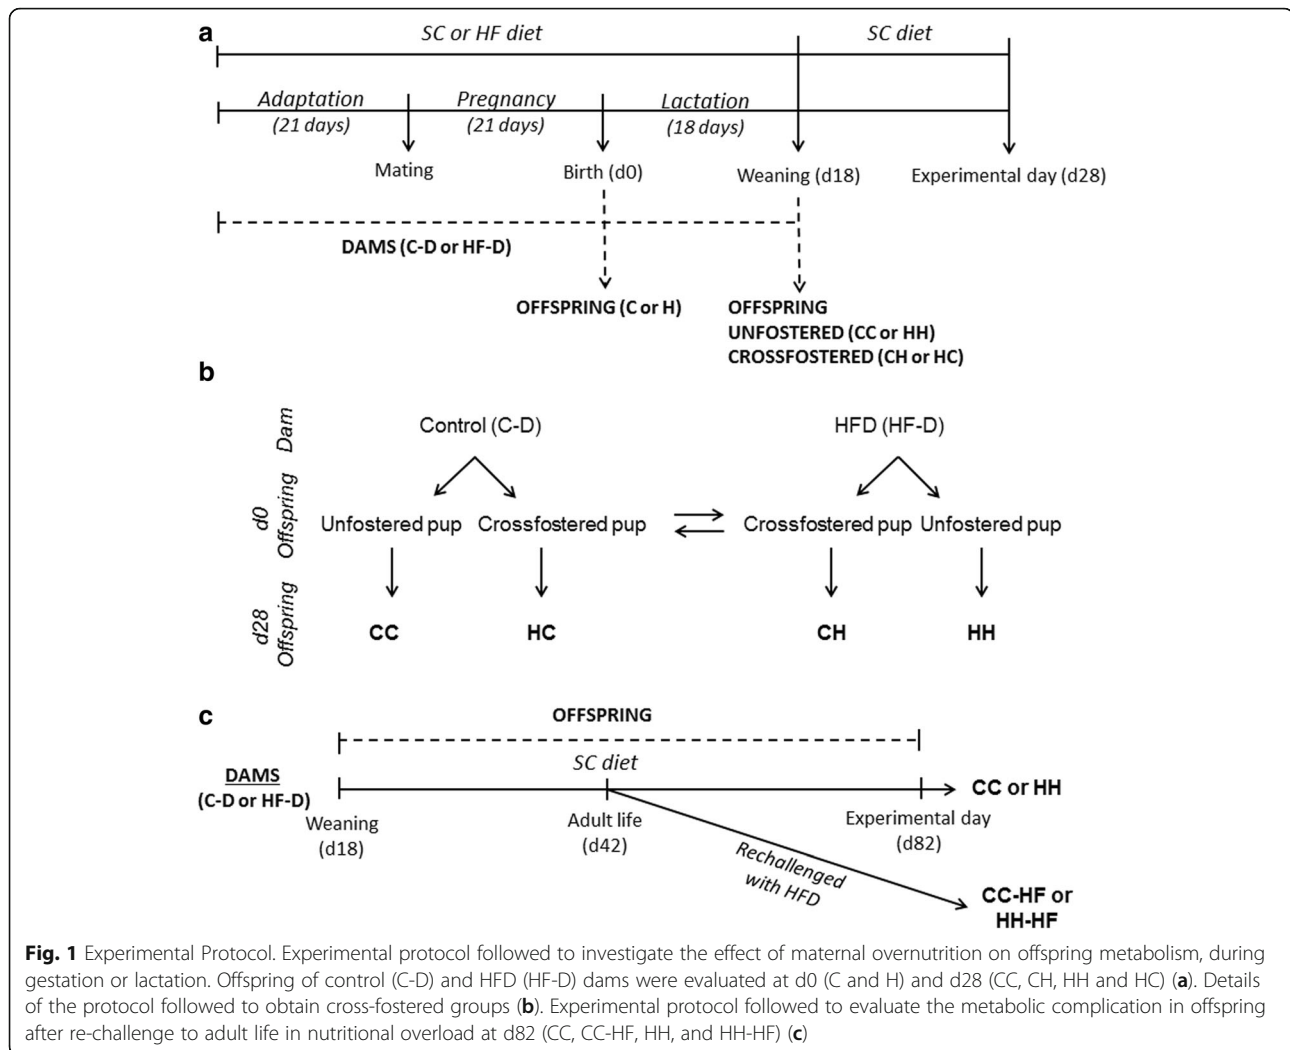 a
SC or HF diet SC diet
Adaptation Pregnancy Lactation
(21 days) (21 days) (18 days)
Mating Birth (d0) Weaning (d18) Experimental day (d28)
DAMS (C-D or HF-D)
OFFSPRING (C or H) OFFSPRING
UNFOSTERED (CC or HH)
CROSSFOSTERED (CH or HC)
b
Dam
Control (C-D) HFD (HF-D)
d0
Offspring
Unfostered pup Crossfostered pup Crossfostered pup Unfostered pup
d28
Offspring
CC HC CH HH
c
OFFSPRING
SC diet
DAMS
(C-D or HF-D)
CC or HH
Weaning Adult life Experimental day
(d18) (d42) (d82)
Rechallenged
with HFD
CC-HF or
HH-HF
Fig. 1 Experimental Protocol. Experimental protocol followed to investigate the effect of maternal overnutrition on offspring metabolism, during
gestation or lactation. Offspring of control (C-D) and HFD (HF-D) dams were evaluated at d0 (C and H) and d28 (CC, CH, HH and HC) (a). Details
of the protocol followed to obtain cross-fostered groups (b). Experimental protocol followed to evaluate the metabolic complication in offspring
after re-challenge to adult life in nutritional overload at d82 (CC, CC-HF, HH, and HH-HF) (c)